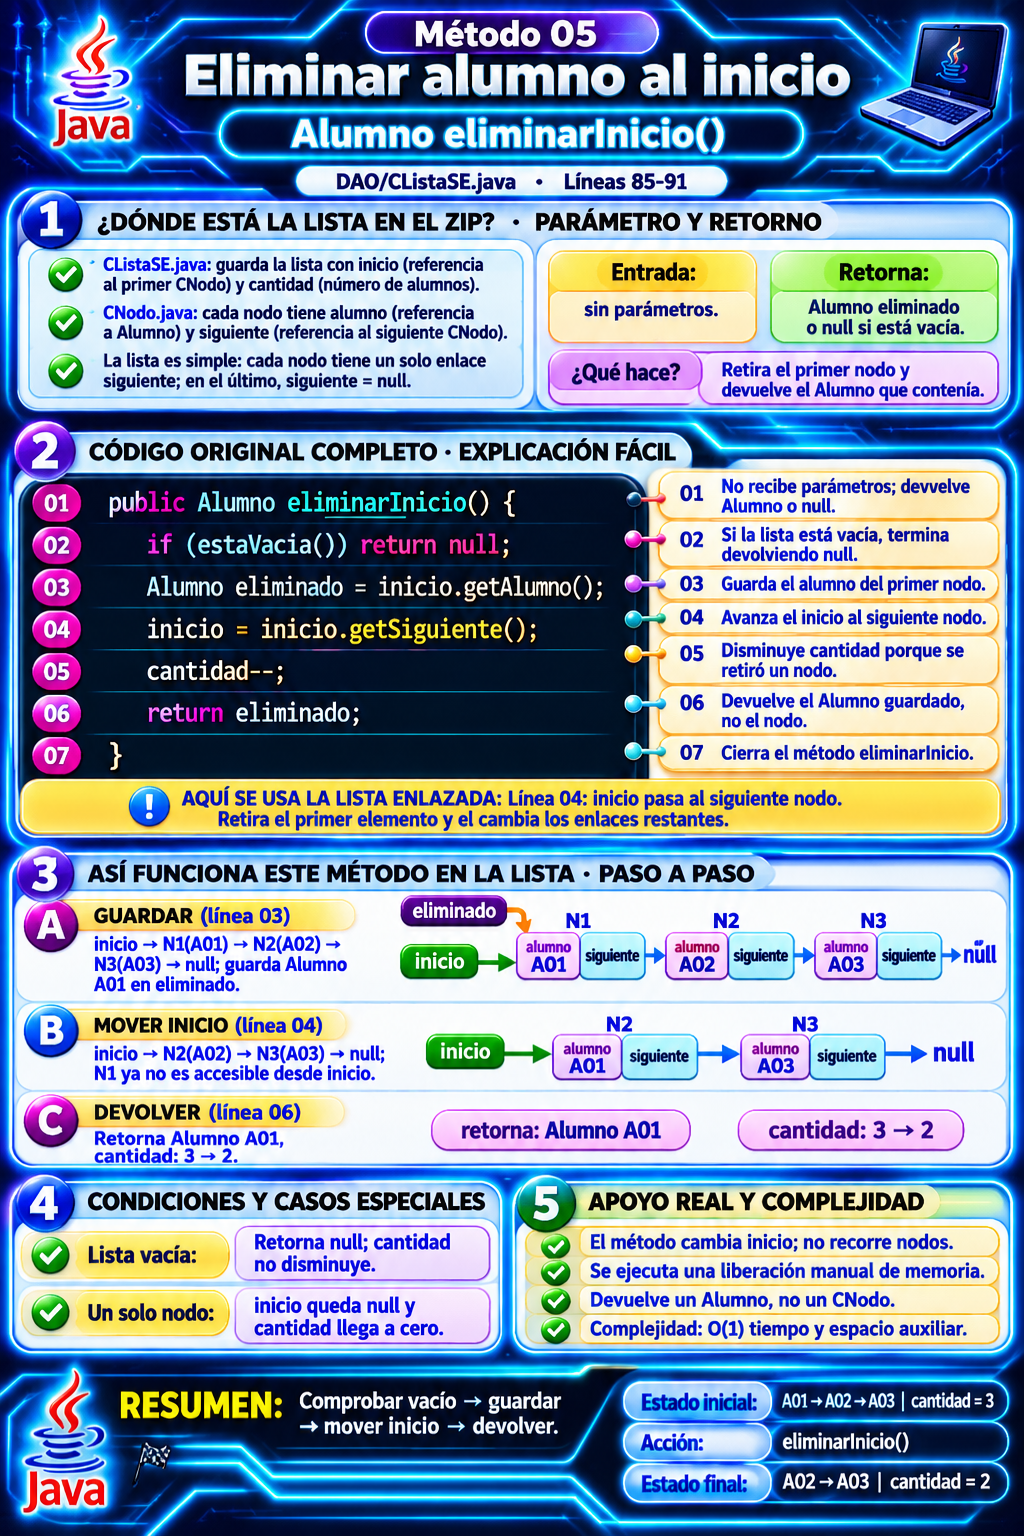 Java
Método 05
Eliminar alumno al inicio
Alumno eliminarInicio()
DAO/CListaSE.java • Líneas 85-91
1 ¿DÓNDE ESTÁ LA LISTA EN EL ZIP? · PARÁMETRO Y RETORNO
CListaSE.java: guarda la lista con inicio (referencia
al primer CNodo) y cantidad (número de alumnos).
CNodo.java: cada nodo tiene alumno (referencia
a Alumno) y siguiente (referencia al siguiente CNodo).
La lista es simple: cada nodo tiene un solo enlace
siguiente; en el último, siguiente = null.
Entrada:
sin parámetros.
Retorna:
Alumno eliminado
o null si está vacía.
¿Qué hace?
Retira el primer nodo y
devuelve el Alumno que contenía.
2 CÓDIGO ORIGINAL COMPLETO · EXPLICACIÓN FÁCIL
01 public Alumno eliminarInicio() {
02 if (estaVacia()) return null;
03 Alumno eliminado = inicio.getAlumno();
04 inicio = inicio.getSiguiente();
05 cantidad--;
06 return eliminado;
07 }
01 No recibe parámetros; devvelve
Alumno o null.
02 Si la lista está vacía, termina
devolviendo null.
03 Guarda el alumno del primer nodo.
04 Avanza el inicio al siguiente nodo.
05 Disminuye cantidad porque se
retiró un nodo.
06 Devuelve el Alumno guardado,
no el nodo.
07 Cierra el método eliminarInicio.
! AQUÍ SE USA LA LISTA ENLAZADA: Línea 04: inicio pasa al siguiente nodo.
Retira el primer elemento y el cambia los enlaces restantes.
3 ASÍ FUNCIONA ESTE MÉTODO EN LA LISTA · PASO A PASO
A GUARDAR (línea 03)
inicio → N1(A01) → N2(A02) →
N3(A03) → null; guarda Alumno
A01 en eliminado.
eliminado
N1 N2 N3
inicio
alumno A01 siguiente
alumno A02 siguiente
alumno A03 siguiente
null
B MOVER INICIO (línea 04)
inicio → N2(A02) → N3(A03) → null;
N1 ya no es accesible desde inicio.
N2 N3
inicio
alumno A01 siguiente
alumno A03 siguiente
null
C DEVOLVER (línea 06)
Retorna Alumno A01,
cantidad: 3 → 2.
retorna: Alumno A01
cantidad: 3 → 2
4 CONDICIONES Y CASOS ESPECIALES
Lista vacía:
Retorna null; cantidad
no disminuye.
Un solo nodo:
inicio queda null y
cantidad llega a cero.
5 APOYO REAL Y COMPLEJIDAD
El método cambia inicio; no recorre nodos.
Se ejecuta una liberación manual de memoria.
Devuelve un Alumno, no un CNodo.
Complejidad: O(1) tiempo y espacio auxiliar.
Java
RESUMEN:
Comprobar vacío → guardar
→ mover inicio → devolver.
Estado inicial: A01 → A02 → A03 | cantidad = 3
Acción: eliminarInicio()
Estado final: A02 → A03 | cantidad = 2